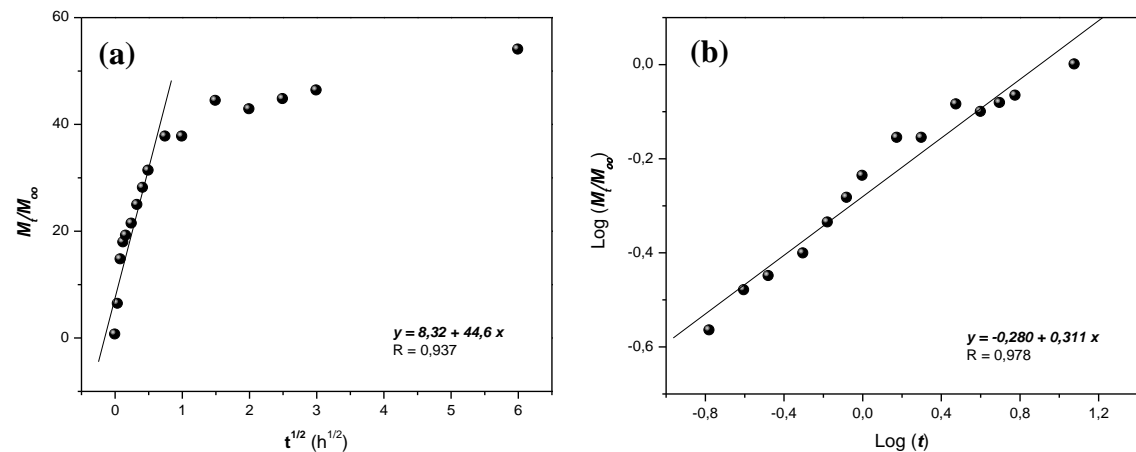 (a)
60
40
20
0
M_t/M_∞
y = 8,32 + 44,6 x
R = 0,937
0 1 2 3 4 5 6
t^{1/2} (h^{1/2})
(b)
0,0
-0,2
-0,4
-0,6
Log (M_t/M_∞)
y = -0,280 + 0,311 x
R = 0,978
-0,8 -0,4 0,0 0,4 0,8 1,2
Log (t)